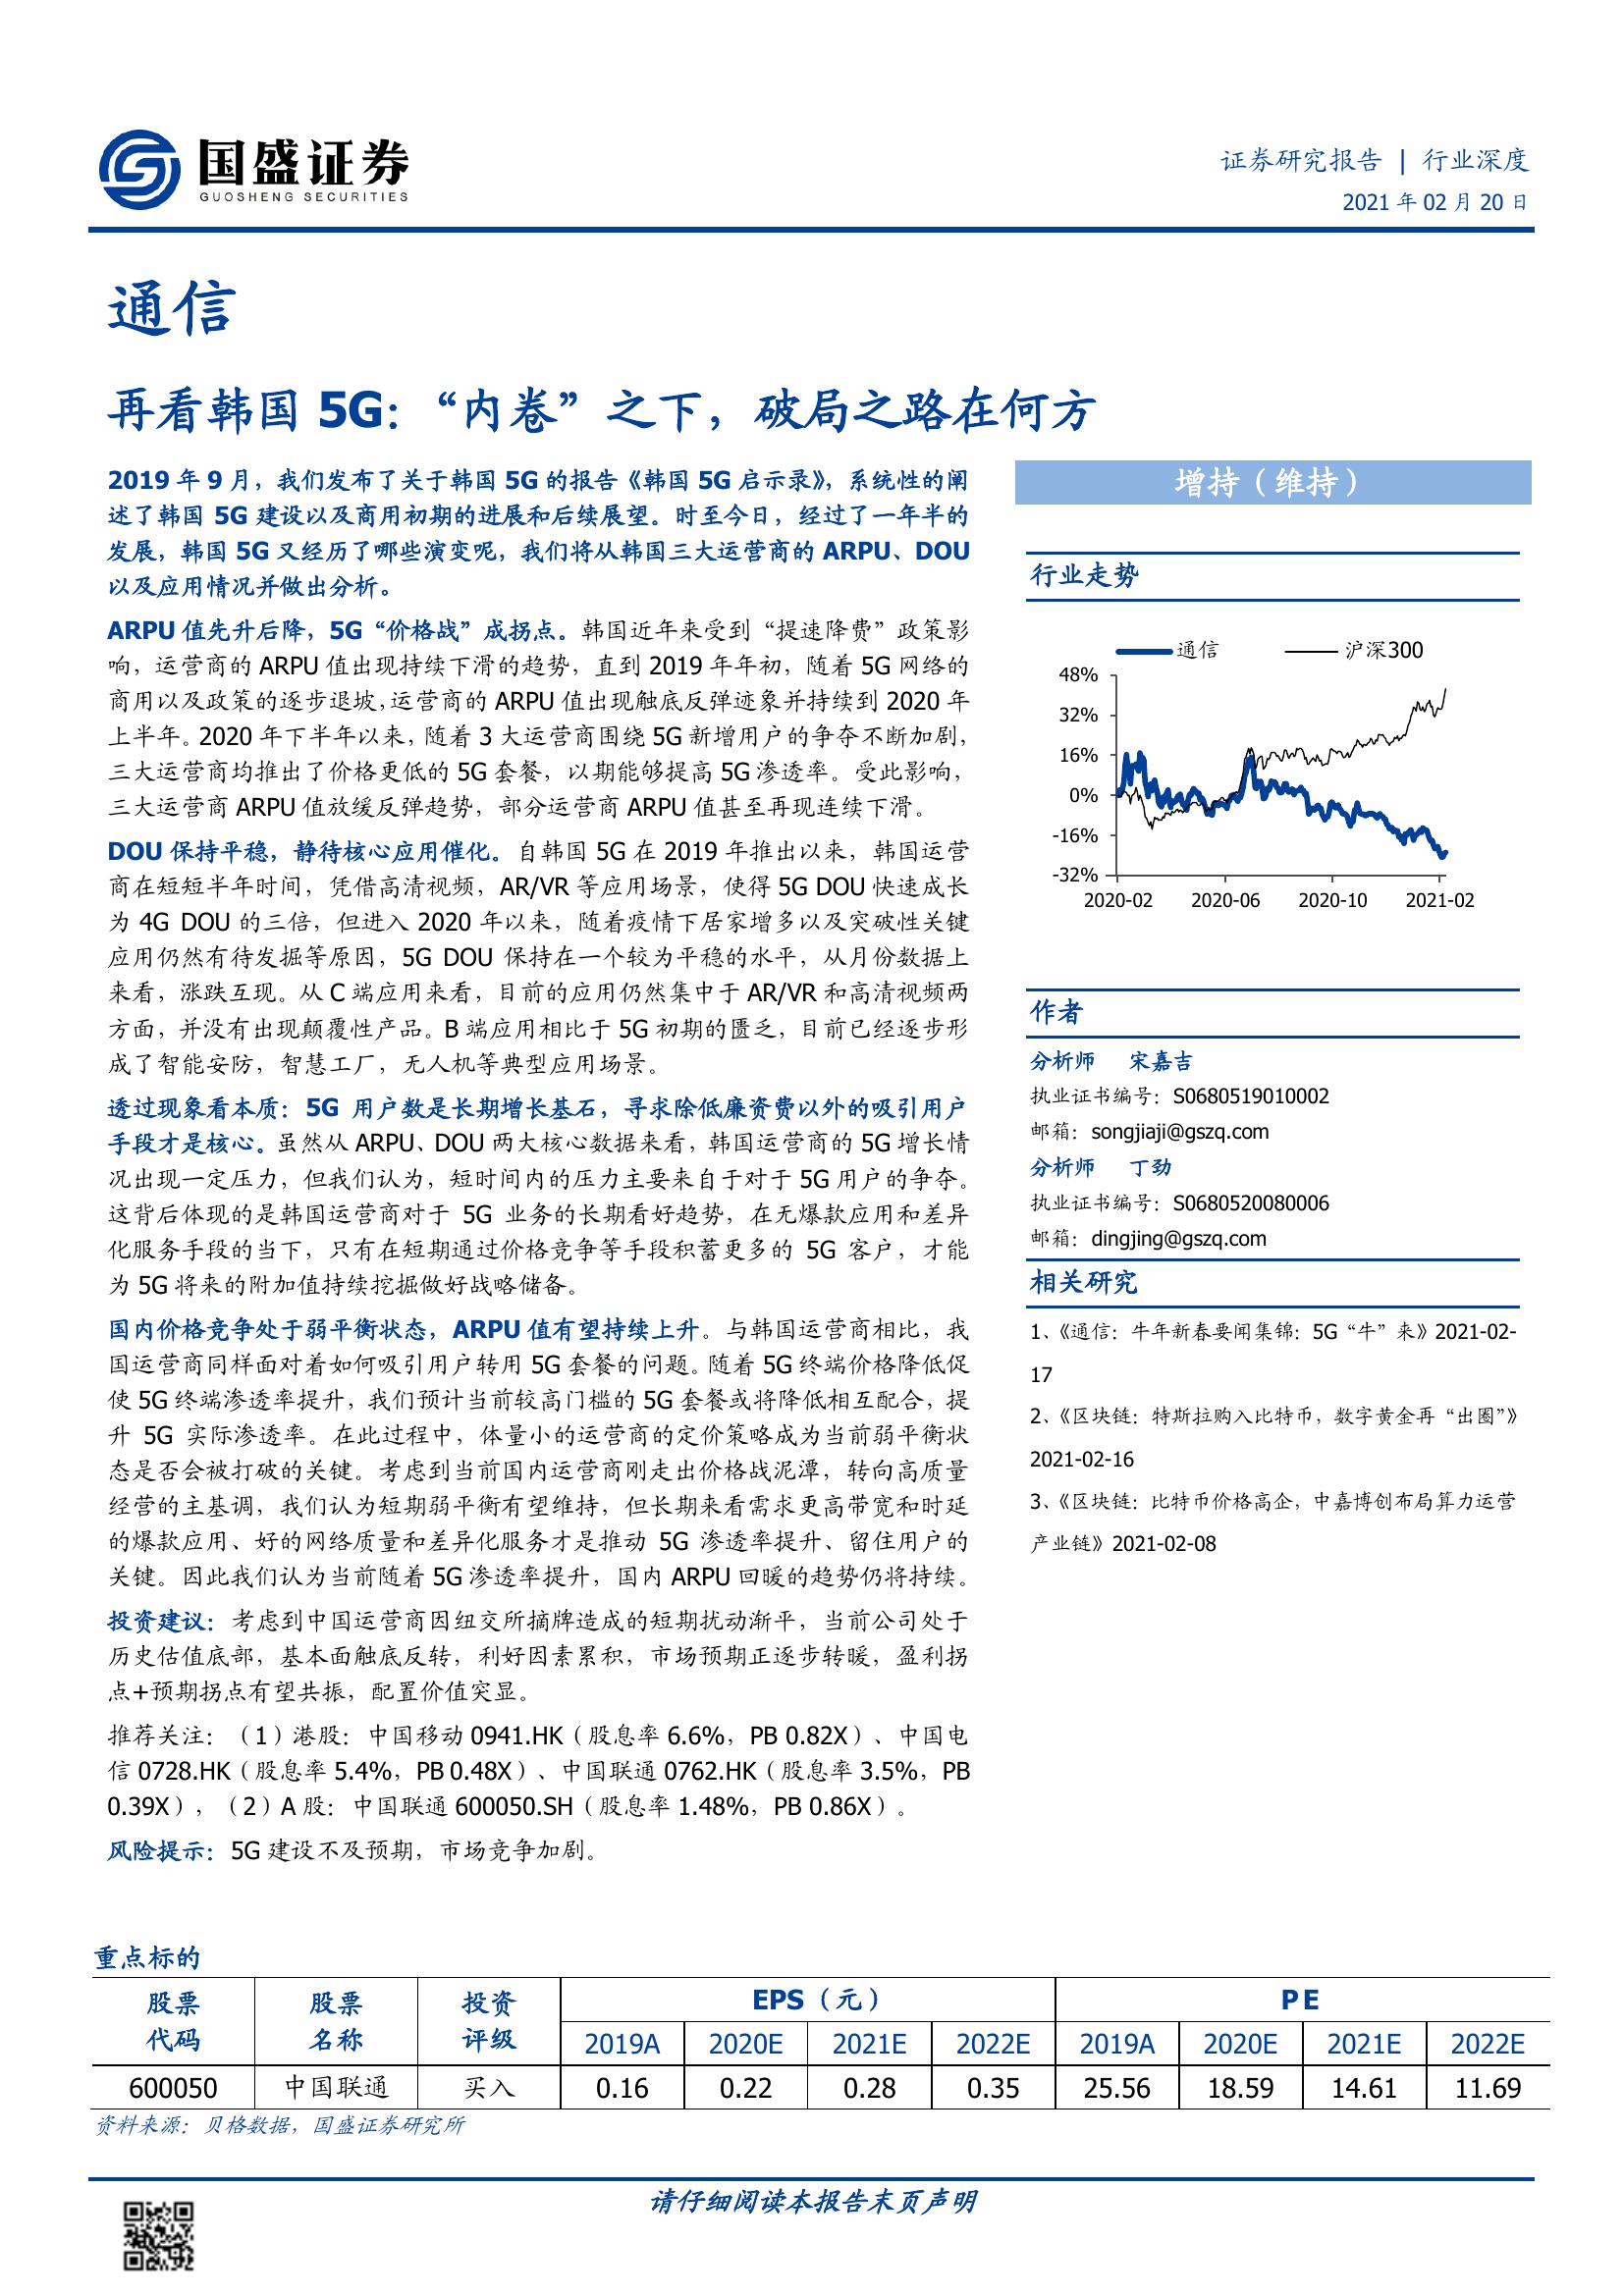 国盛证券
GUOSHENG SECURITIES
证券研究报告 | 行业深度
2021 年 02 月 20 日
通信
再看韩国 5G：“内卷”之下，破局之路在何方
2019 年 9 月，我们发布了关于韩国 5G 的报告《韩国 5G 启示录》，系统性的阐
述了韩国 5G 建设以及商用初期的进展和后续展望。时至今日，经过了一年半的
发展，韩国 5G 又经历了哪些演变呢，我们将从韩国三大运营商的 ARPU、DOU
以及应用情况并做出分析。
ARPU 值先升后降，5G“价格战”成拐点。韩国近年来受到“提速降费”政策影
响，运营商的 ARPU 值出现持续下滑的趋势，直到 2019 年年初，随着 5G 网络的
商用以及政策的逐步退坡，运营商的 ARPU 值出现触底反弹迹象并持续到 2020 年
上半年。2020 年下半年以来，随着 3 大运营商围绕 5G 新增用户的争夺不断加剧，
三大运营商均推出了价格更低的 5G 套餐，以期能够提高 5G 渗透率。受此影响，
三大运营商 ARPU 值放缓反弹趋势，部分运营商 ARPU 值甚至再现连续下滑。
DOU 保持平稳，静待核心应用催化。自韩国 5G 在 2019 年推出以来，韩国运营
商在短短半年时间，凭借高清视频，AR/VR 等应用场景，使得 5G DOU 快速成长
为 4G DOU 的三倍，但进入 2020 年以来，随着疫情下居家增多以及突破性关键
应用仍然有待发掘等原因，5G DOU 保持在一个较为平稳的水平，从月份数据上
来看，涨跌互现。从 C 端应用来看，目前的应用仍然集中于 AR/VR 和高清视频两
方面，并没有出现颠覆性产品。B 端应用相比于 5G 初期的匮乏，目前已经逐步形
成了智能安防，智慧工厂，无人机等典型应用场景。
透过现象看本质：5G 用户数是长期增长基石，寻求除低廉资费以外的吸引用户
手段才是核心。虽然从 ARPU、DOU 两大核心数据来看，韩国运营商的 5G 增长情
况出现一定压力，但我们认为，短时间内的压力主要来自于对于 5G 用户的争夺。
这背后体现的是韩国运营商对于 5G 业务的长期看好趋势，在无爆款应用和差异
化服务手段的当下，只有在短期通过价格竞争等手段积蓄更多的 5G 客户，才能
为 5G 将来的附加值持续挖掘做好战略储备。
国内价格竞争处于弱平衡状态，ARPU 值有望持续上升。与韩国运营商相比，我
国运营商同样面对着如何吸引用户转用 5G 套餐的问题。随着 5G 终端价格降低促
使 5G 终端渗透率提升，我们预计当前较高门槛的 5G 套餐或将降低相互配合，提
升 5G 实际渗透率。在此过程中，体量小的运营商的定价策略成为当前弱平衡状
态是否会被打破的关键。考虑到当前国内运营商刚走出价格战泥潭，转向高质量
经营的主基调，我们认为短期弱平衡有望维持，但长期来看需求更高带宽和时延
的爆款应用、好的网络质量和差异化服务才是推动 5G 渗透率提升、留住用户的
关键。因此我们认为当前随着 5G 渗透率提升，国内 ARPU 回暖的趋势仍将持续。
投资建议：考虑到中国运营商因纽交所摘牌造成的短期扰动渐平，当前公司处于
历史估值底部，基本面触底反转，利好因素累积，市场预期正逐步转暖，盈利拐
点+预期拐点有望共振，配置价值突显。
推荐关注：（1）港股：中国移动 0941.HK（股息率 6.6%，PB 0.82X）、中国电
信 0728.HK（股息率 5.4%，PB 0.48X）、中国联通 0762.HK（股息率 3.5%，PB
0.39X），（2）A 股：中国联通 600050.SH（股息率 1.48%，PB 0.86X）。
风险提示：5G 建设不及预期，市场竞争加剧。
增持（维持）
行业走势
通信 沪深300
48%
32%
16%
0%
-16%
-32%
2020-02 2020-06 2020-10 2021-02
作者
分析师 宋嘉吉
执业证书编号：S0680519010002
邮箱：songjiaji@gszq.com
分析师 丁劲
执业证书编号：S0680520080006
邮箱：dingjing@gszq.com
相关研究
1、《通信：牛年新春要闻集锦：5G“牛”来》2021-02-
17
2、《区块链：特斯拉购入比特币，数字黄金再“出圈”》
2021-02-16
3、《区块链：比特币价格高企，中嘉博创布局算力运营
产业链》2021-02-08
重点标的
股票 股票 投资 EPS（元） P E
代码 名称 评级 2019A 2020E 2021E 2022E 2019A 2020E 2021E 2022E
600050 中国联通 买入 0.16 0.22 0.28 0.35 25.56 18.59 14.61 11.69
资料来源：贝格数据，国盛证券研究所
请仔细阅读本报告末页声明